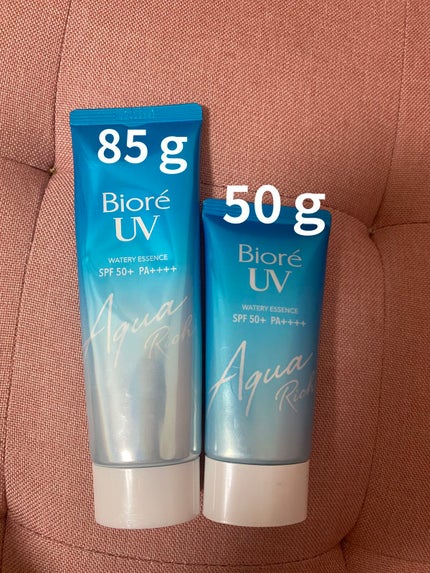 85 g
Bioré
UV
WATERY ESSENCE
SPF 50+ PA++++
Aqua
Rich
50 g
Bioré
UV
WATERY ESSENCE
SPF 50+ PA++++
Aqua
Rich